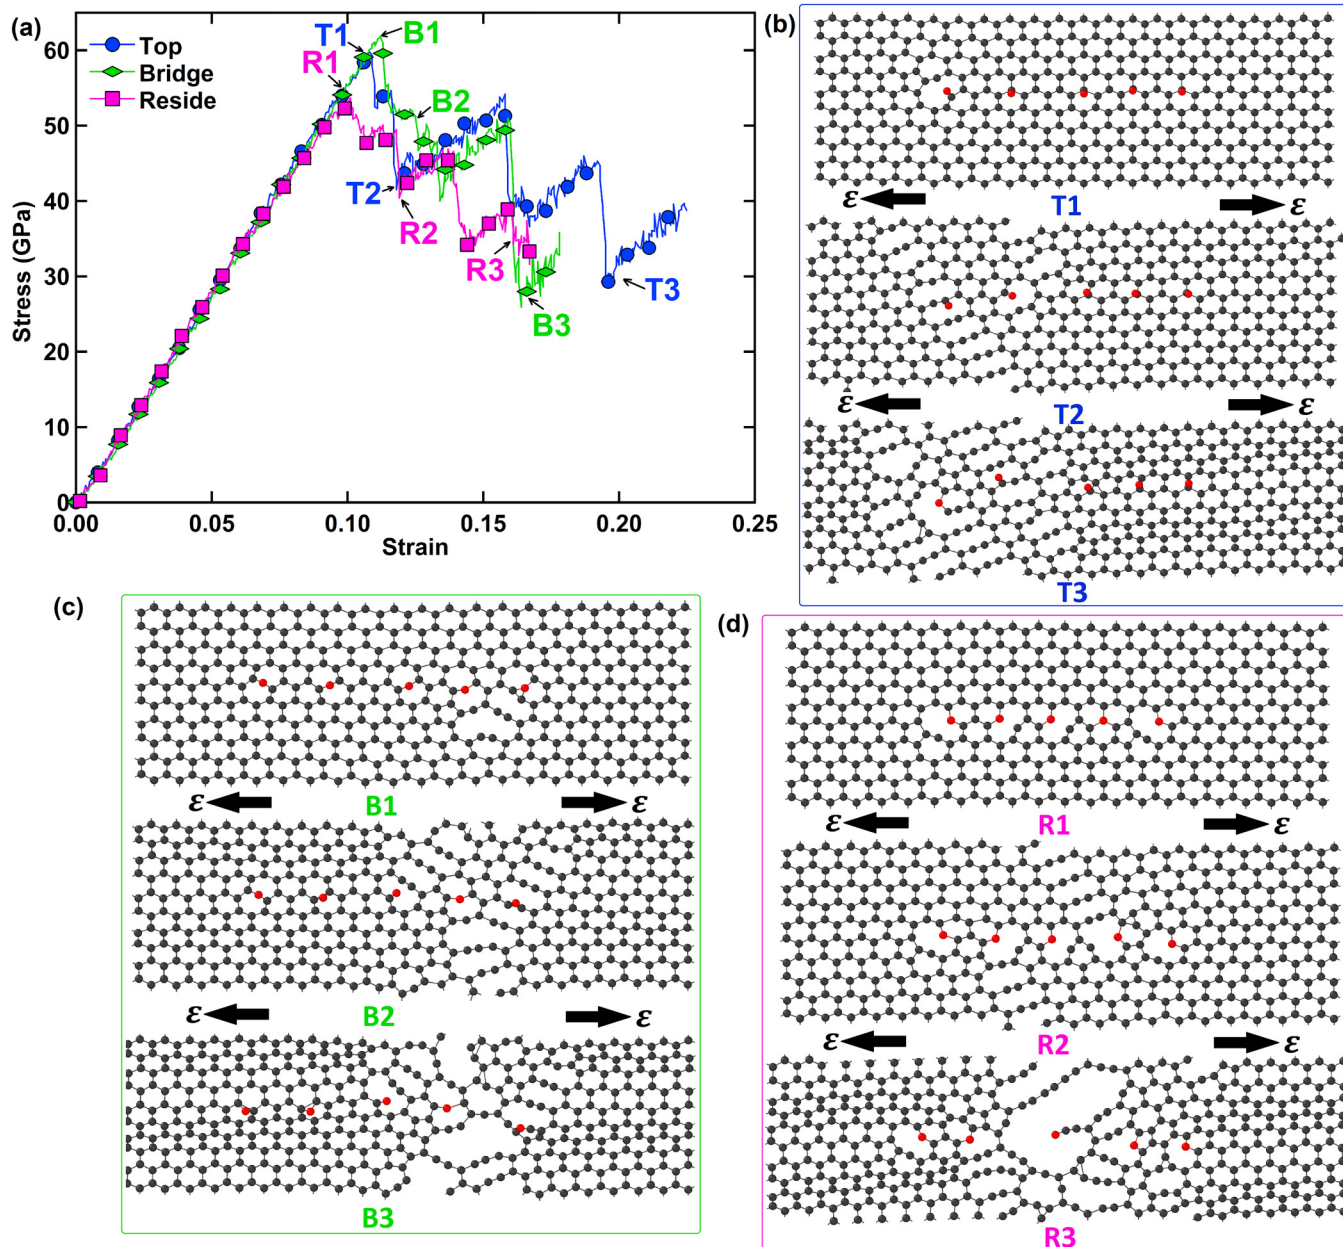 (a)
Top
Bridge
Reside
Stress (GPa)
60
50
40
30
20
10
0
0.00
0.05
0.10
0.15
0.20
0.25
Strain
T1
B1
R1
B2
T2
R2
R3
T3
B3
(b)
ε
T1
ε
ε
T2
ε
T3
(c)
ε
B1
ε
ε
B2
ε
B3
(d)
ε
R1
ε
ε
R2
ε
R3